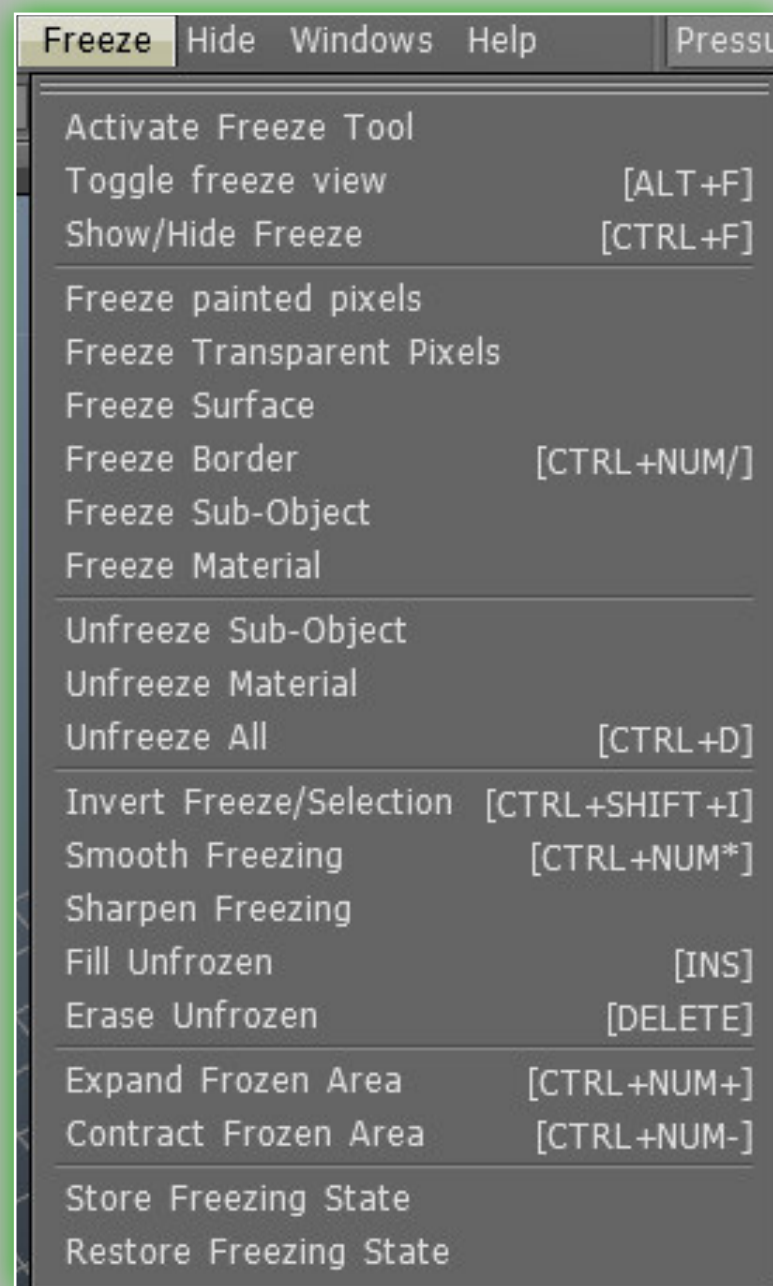 Freeze Hide Windows Help Pressu
Activate Freeze Tool
Toggle freeze view [ALT+F]
Show/Hide Freeze [CTRL+F]
Freeze painted pixels
Freeze Transparent Pixels
Freeze Surface
Freeze Border [CTRL+NUM/]
Freeze Sub-Object
Freeze Material
Unfreeze Sub-Object
Unfreeze Material
Unfreeze All [CTRL+D]
Invert Freeze/Selection [CTRL+SHIFT+I]
Smooth Freezing [CTRL+NUM*]
Sharpen Freezing
Fill Unfrozen [INS]
Erase Unfrozen [DELETE]
Expand Frozen Area [CTRL+NUM+]
Contract Frozen Area [CTRL+NUM-]
Store Freezing State
Restore Freezing State